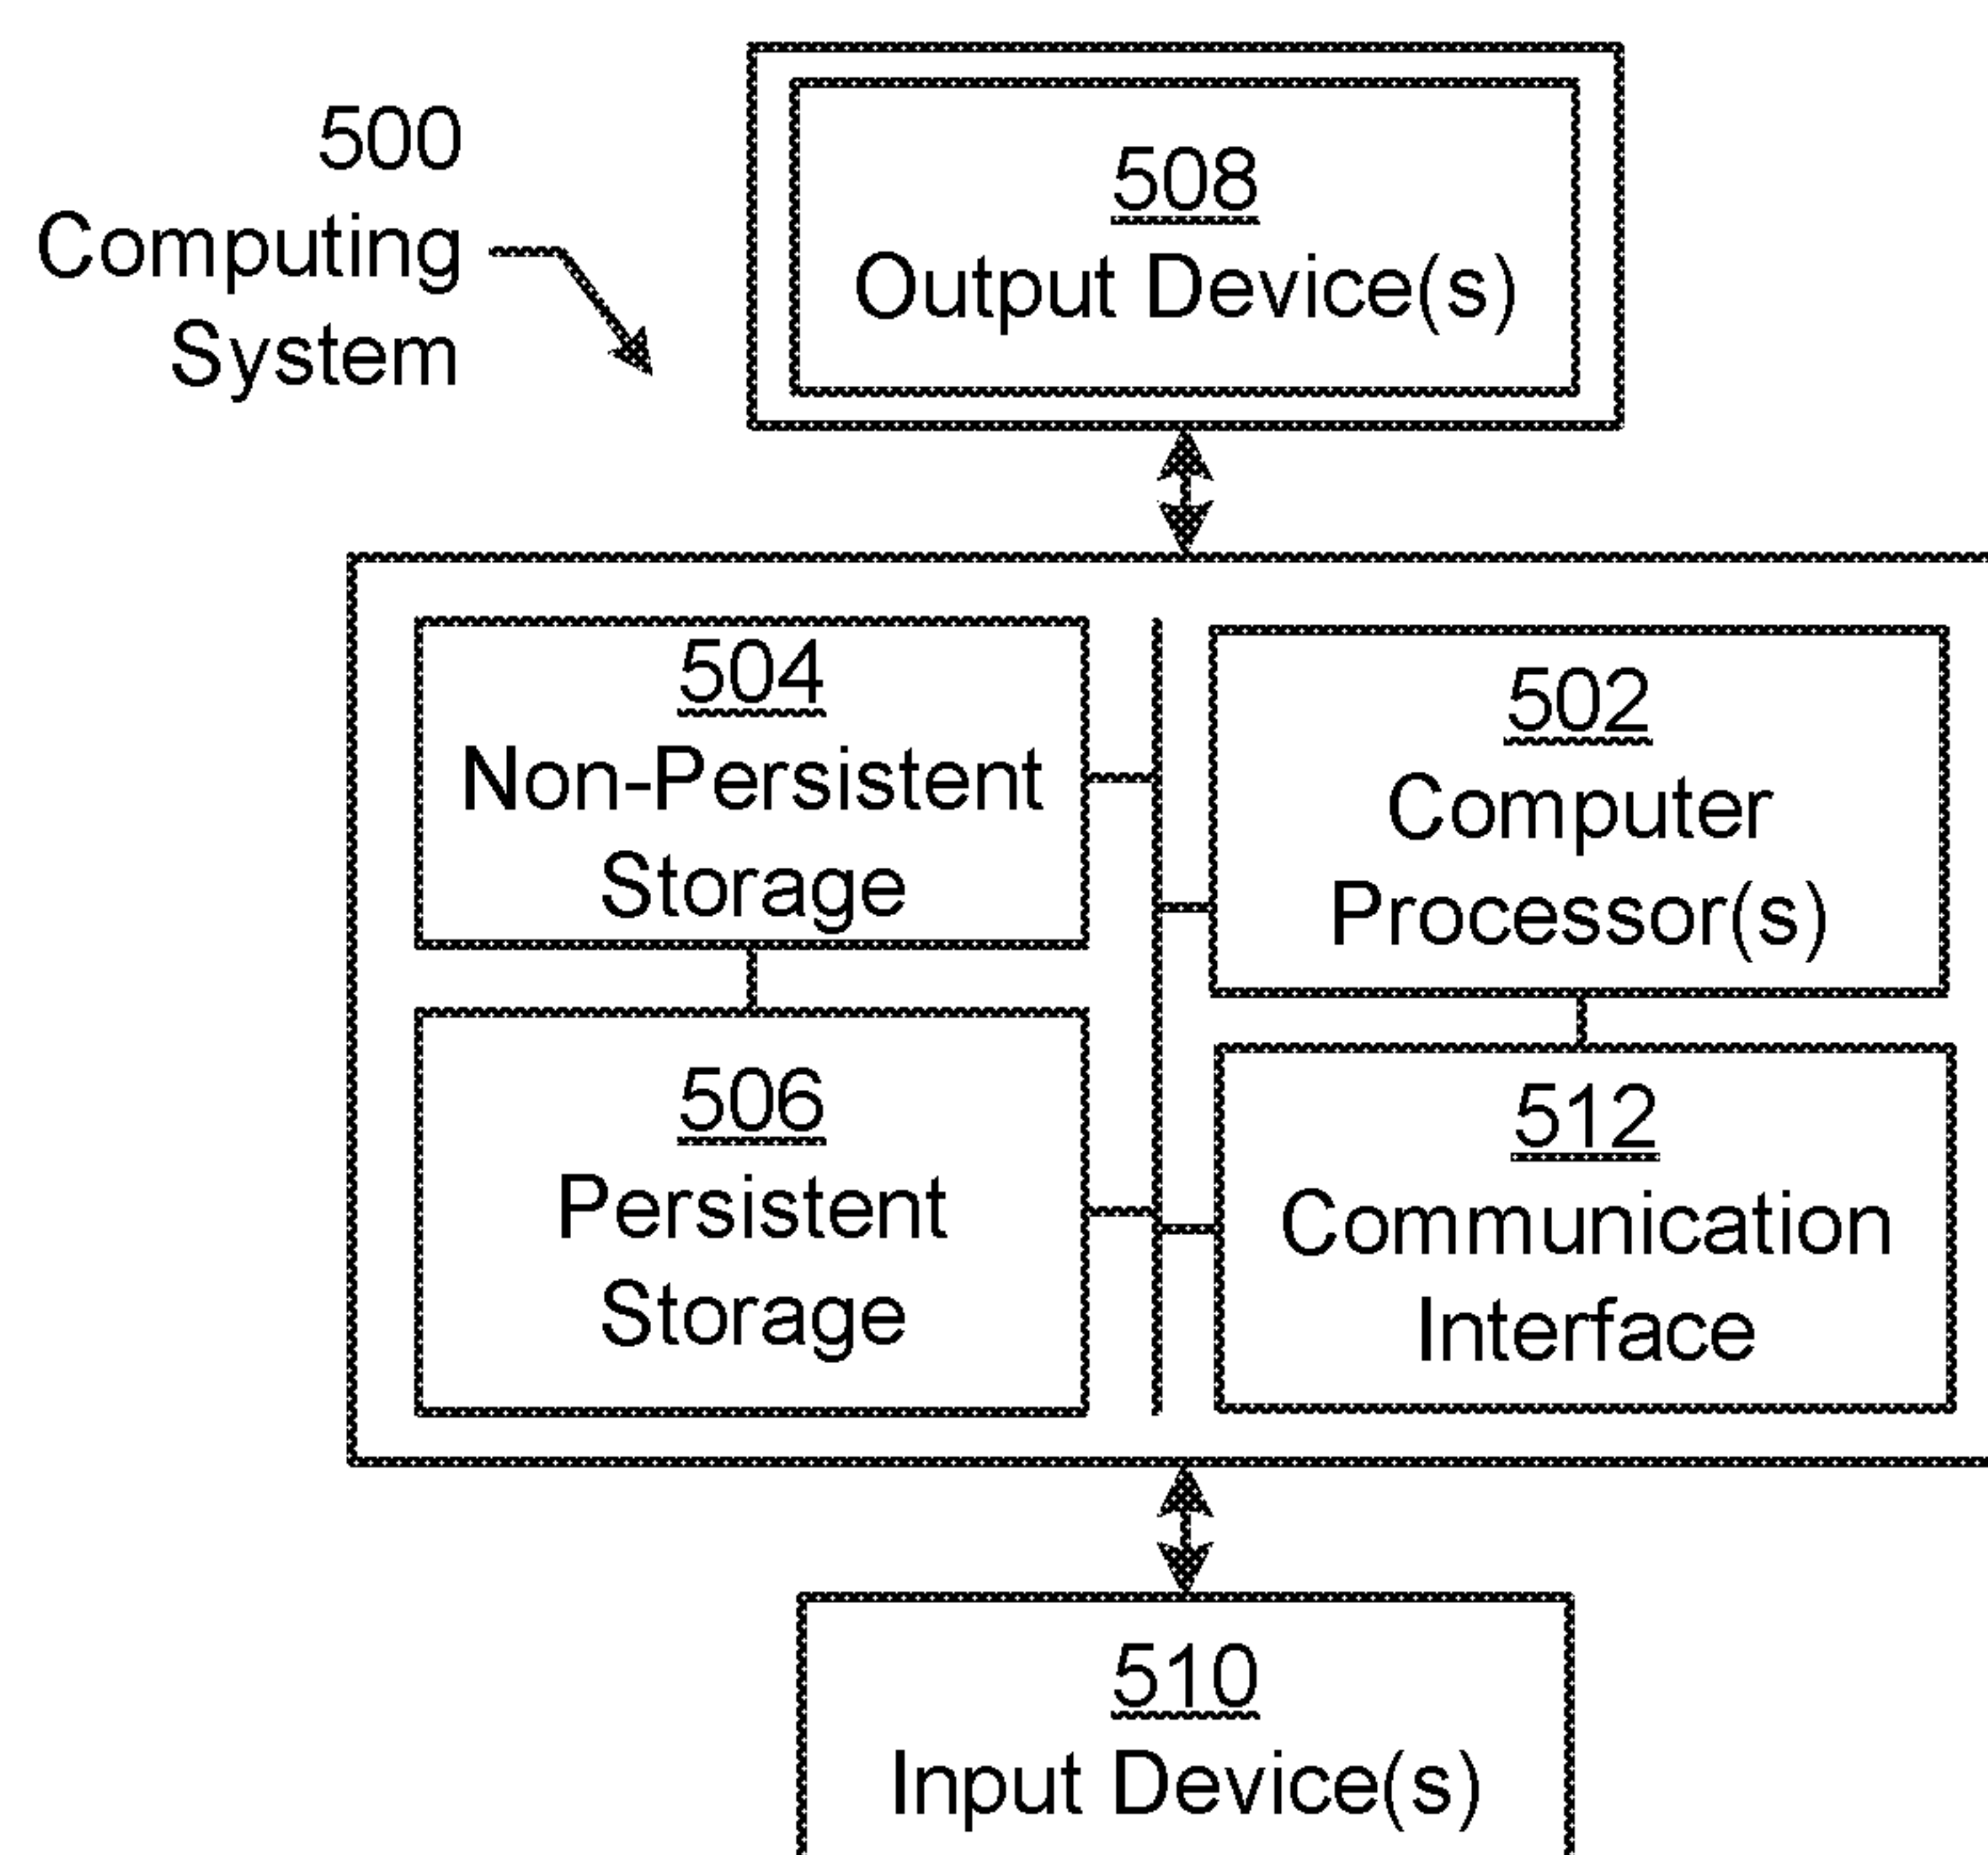 500
Computing
System
508
Output Device(s)
504
Non-Persistent
Storage
502
Computer
Processor(s)
506
Persistent
Storage
512
Communication
Interface
510
Input Device(s)